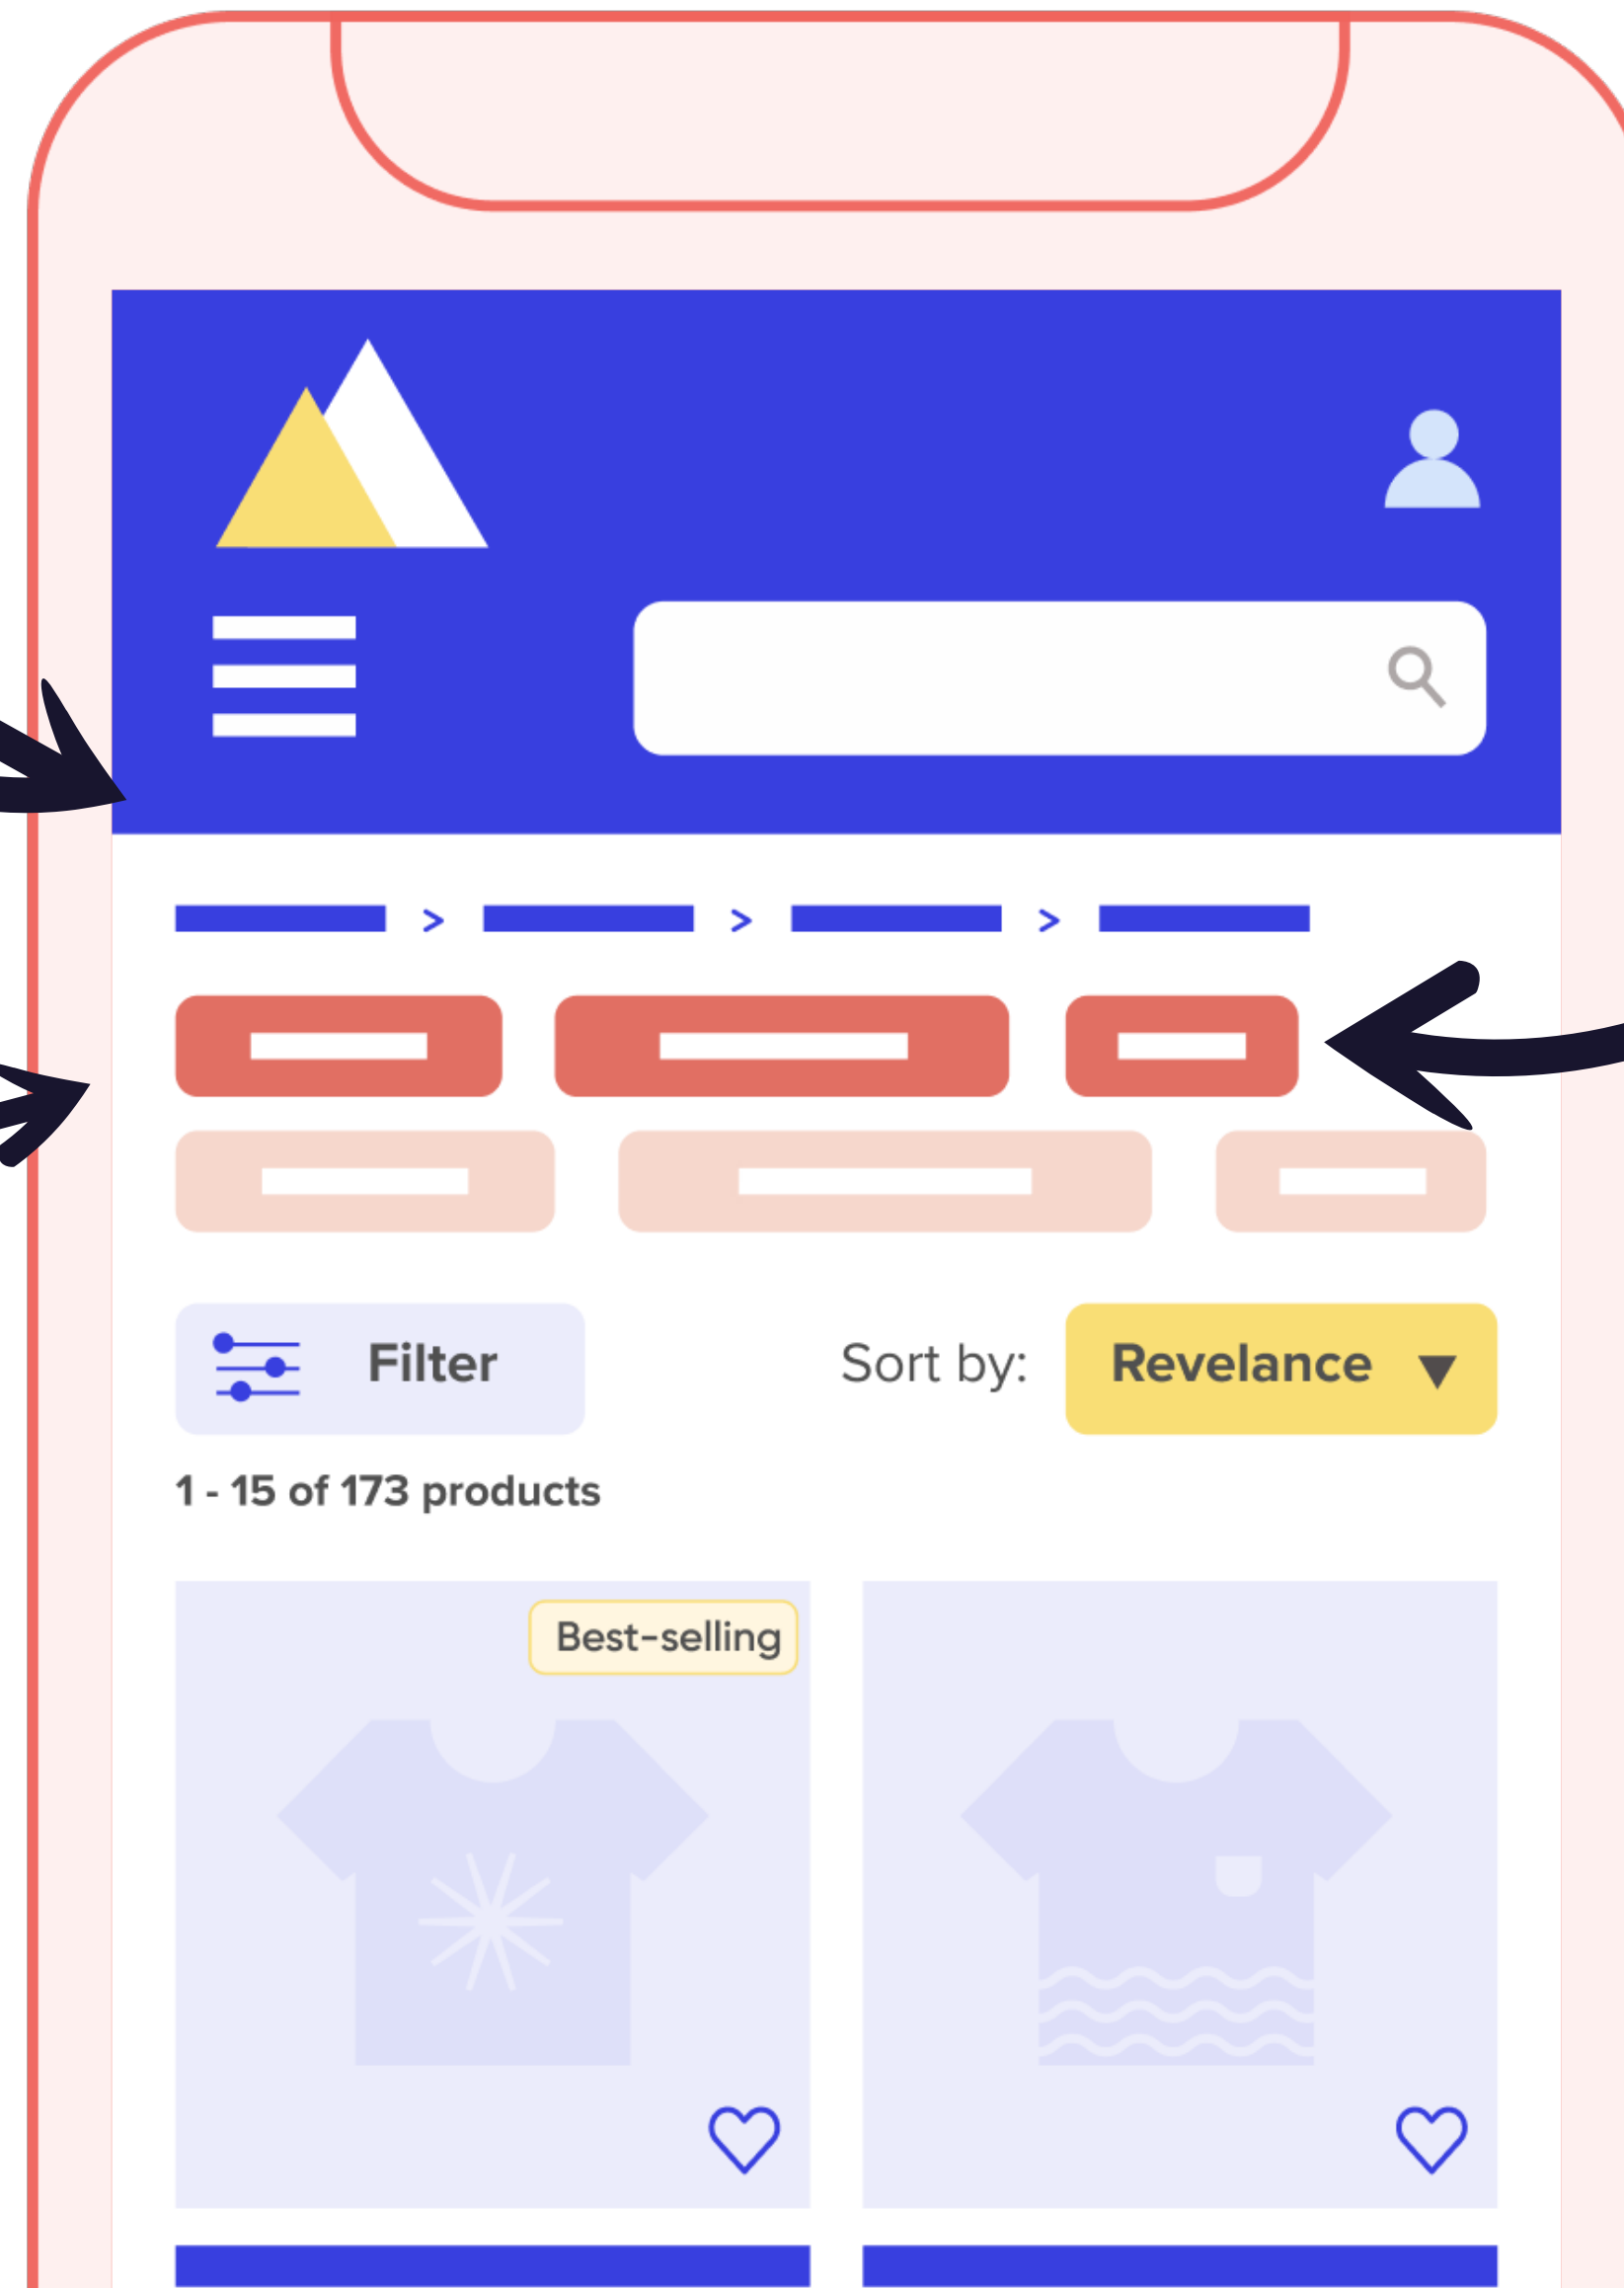 >
>
>
Filter
Sort by:
Revelance
1 - 15 of 173 products
Best-selling